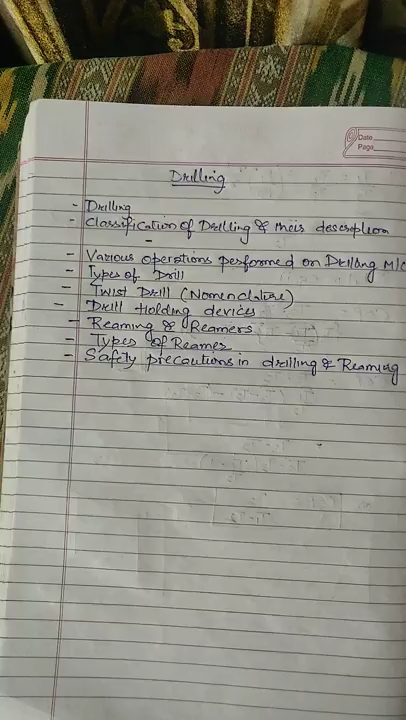 Date
Page
Drilling
- Drilling
- Classification of Drilling & their description
- Various operations performed on Drilling M/c
- Types of Drill
- Twist Drill (Nomenclature)
- Drill Holding devices
- Reaming & Reamers
- Types of Reamer
- Safety precautions in drilling & Reaming